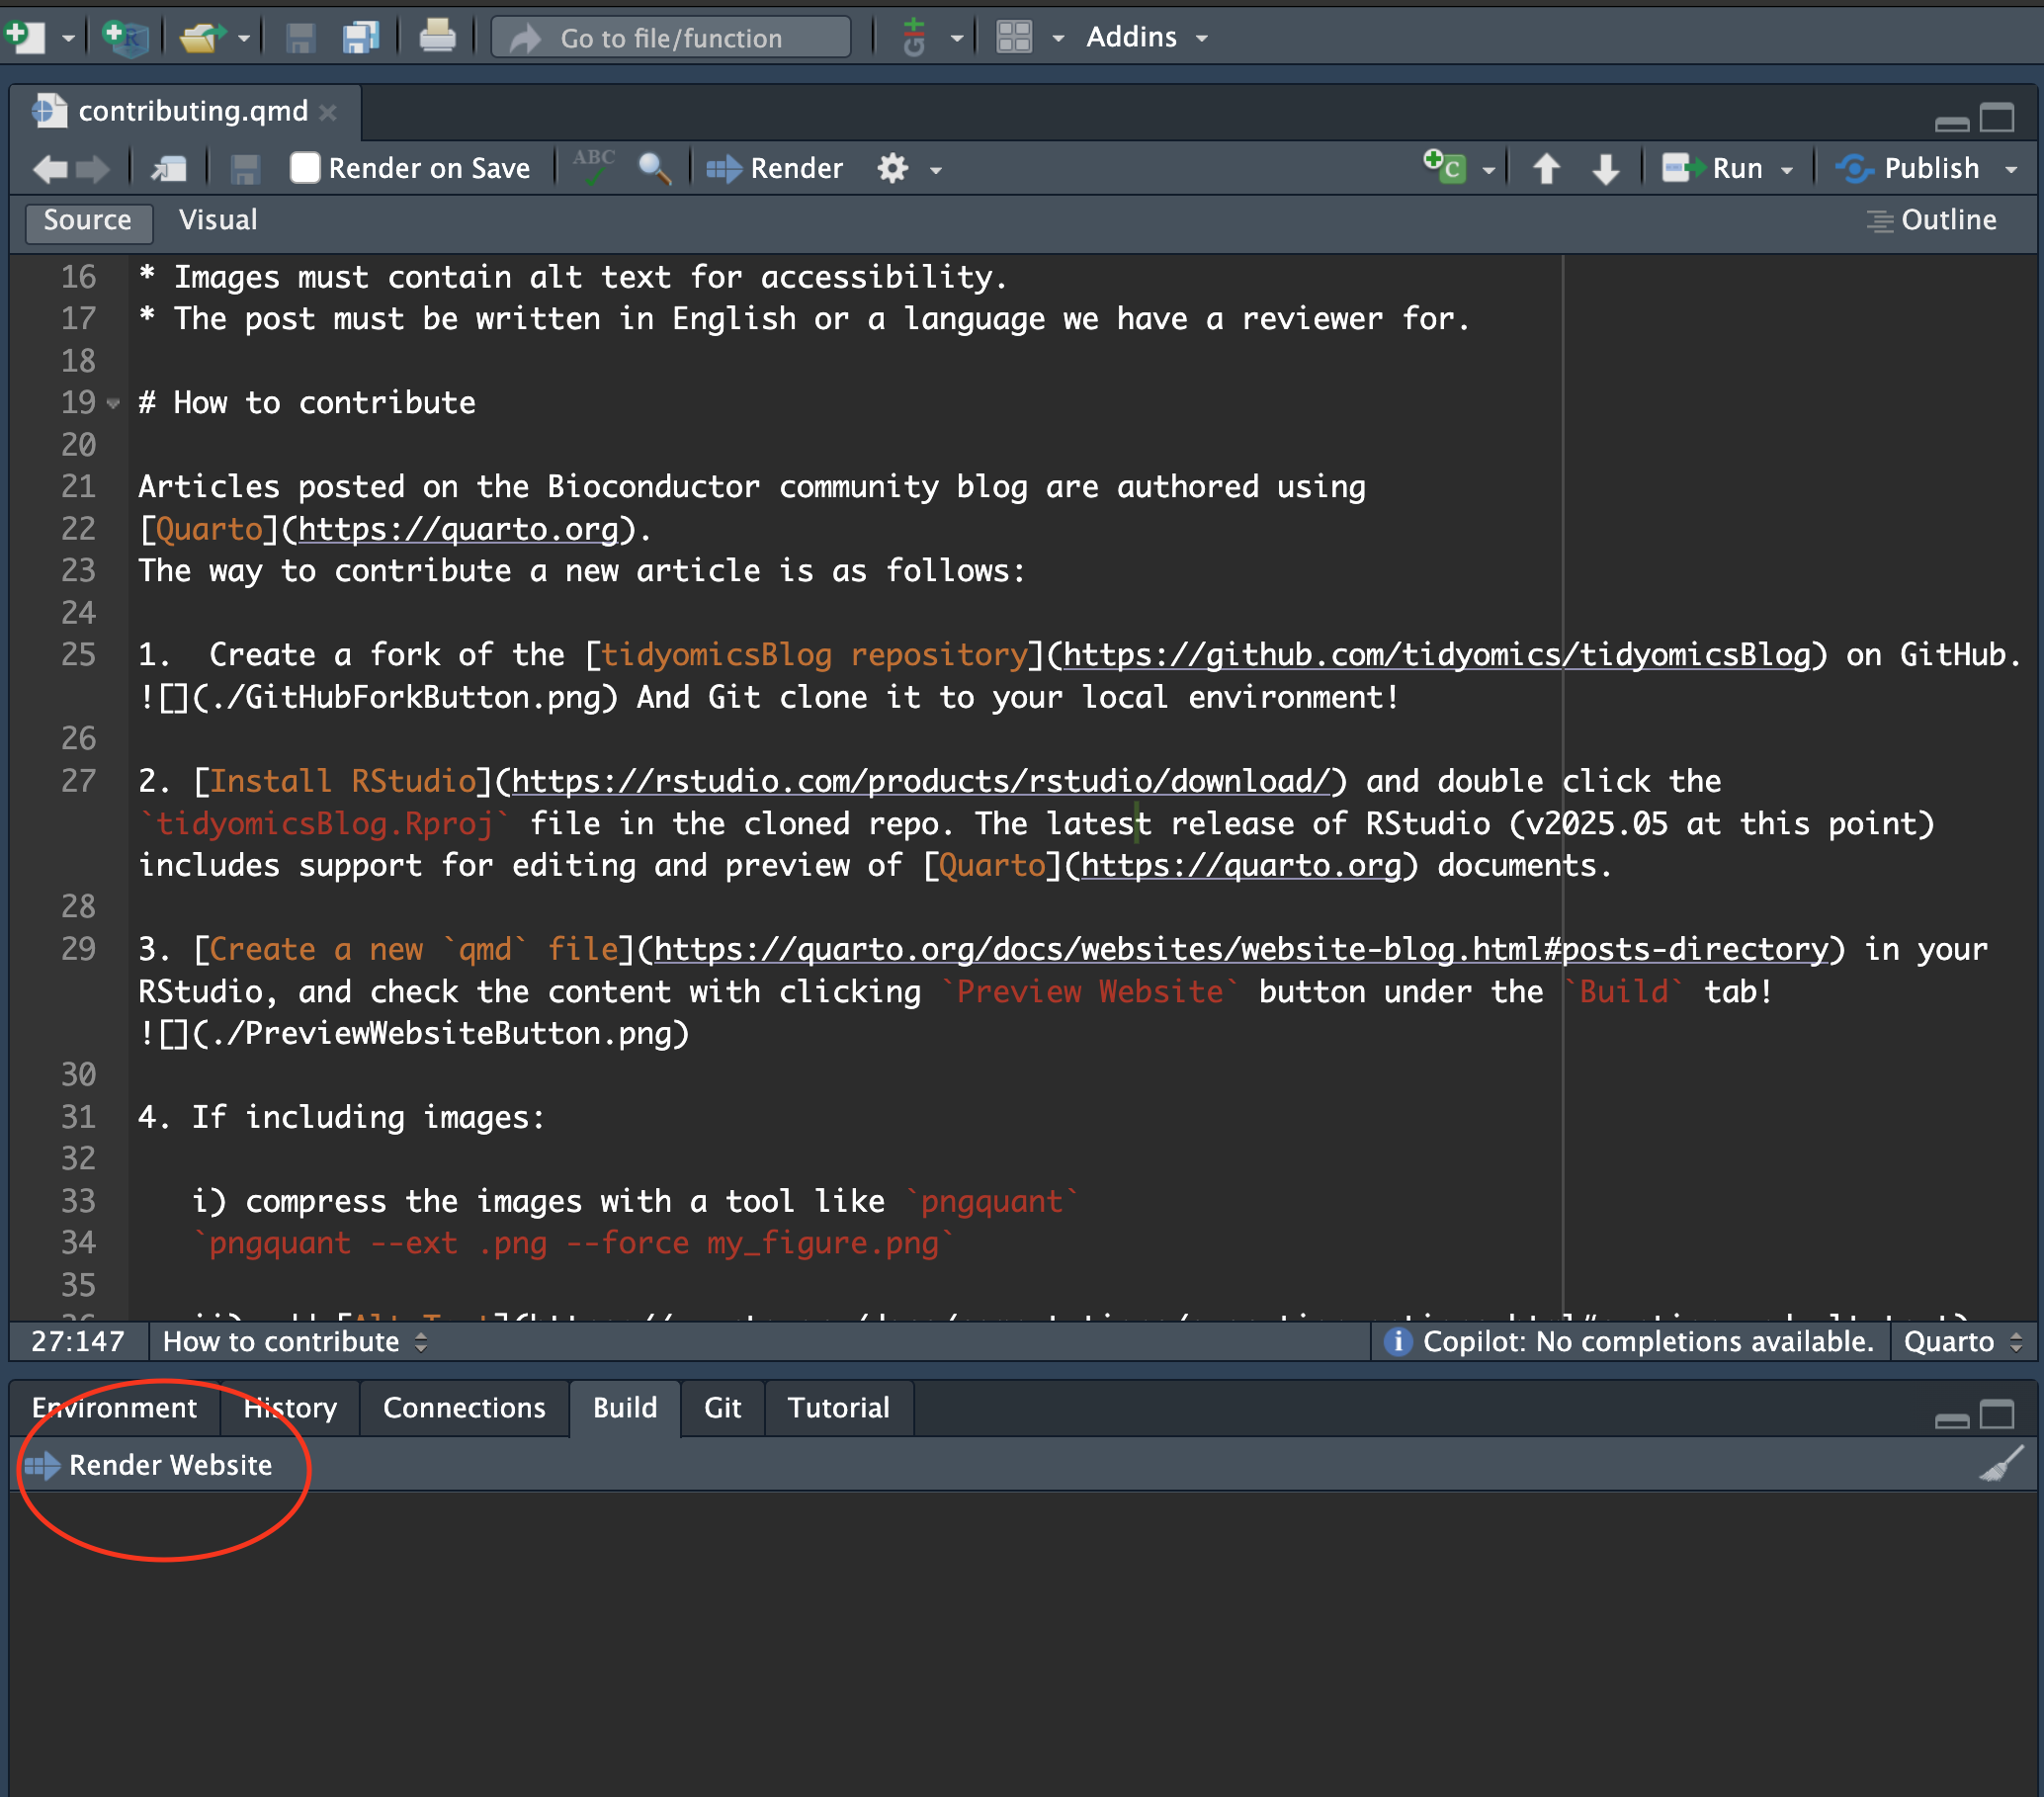 Go to file/function
Git
Addins
contributing.qmd
Render on Save
ABC
Render
C
Run
Publish
Source
Visual
Outline
16 * Images must contain alt text for accessibility.
17 * The post must be written in English or a language we have a reviewer for.
18
19 # How to contribute
20
21 Articles posted on the Bioconductor community blog are authored using
22 [Quarto](https://quarto.org).
23 The way to contribute a new article is as follows:
24
25 1.  Create a fork of the [tidyomicsBlog repository](https://github.com/tidyomics/tidyomicsBlog) on GitHub.
![](./GitHubForkButton.png) And Git clone it to your local environment!
26
27 2. [Install RStudio](https://rstudio.com/products/rstudio/download/) and double click the
`tidyomicsBlog.Rproj` file in the cloned repo. The latest release of RStudio (v2025.05 at this point)
includes support for editing and preview of [Quarto](https://quarto.org) documents.
28
29 3. [Create a new `qmd` file](https://quarto.org/docs/websites/website-blog.html#posts-directory) in your
RStudio, and check the content with clicking `Preview Website` button under the `Build` tab!
![](./PreviewWebsiteButton.png)
30
31 4. If including images:
32
33 i) compress the images with a tool like `pngquant`
34 `pngquant --ext .png --force my_figure.png`
35
27:147
How to contribute
Copilot: No completions available.
Quarto
Environment
History
Connections
Build
Git
Tutorial
Render Website